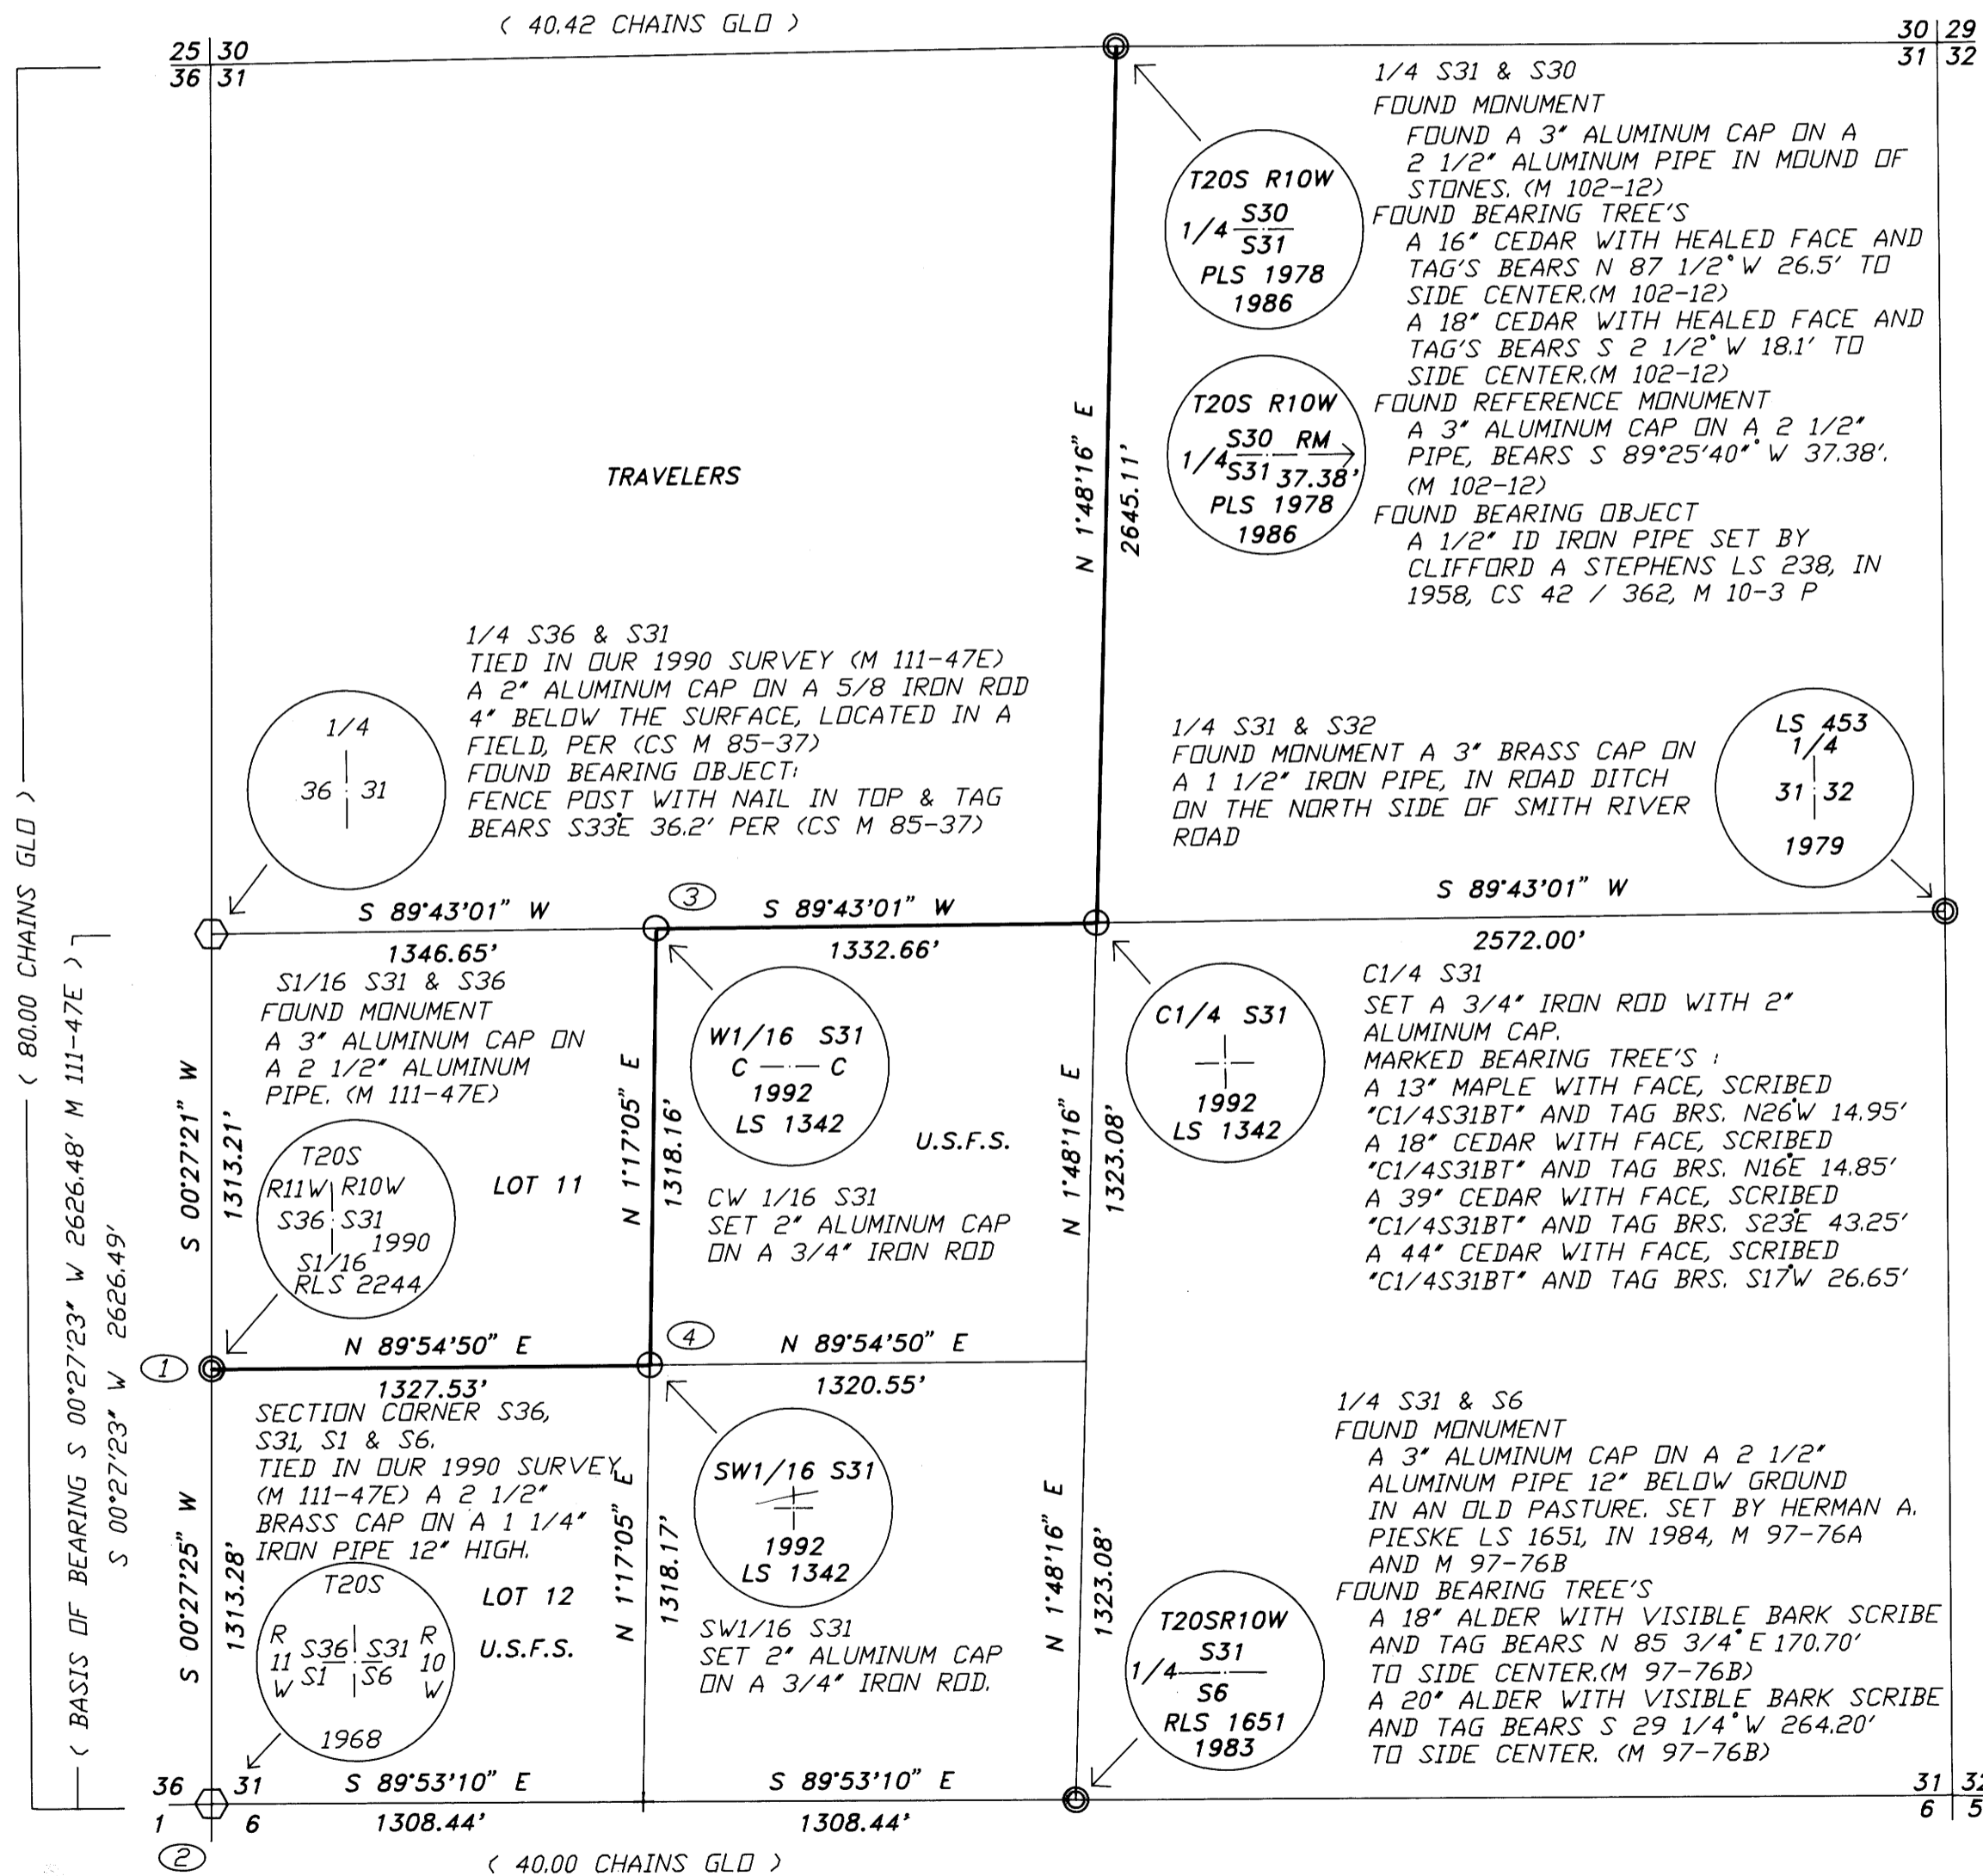 ( 40.42 CHAINS GLO )
25 30
36 31
30 29
31 32
1/4 S31 & S30
FOUND MONUMENT
FOUND A 3" ALUMINUM CAP ON A
2 1/2" ALUMINUM PIPE IN MOUND OF
STONES. (M 102-12)
FOUND BEARING TREE'S
A 16" CEDAR WITH HEALED FACE AND
TAG'S BEARS N 87 1/2° W 26.5' TO
SIDE CENTER.(M 102-12)
A 18" CEDAR WITH HEALED FACE AND
TAG'S BEARS S 2 1/2° W 18.1' TO
SIDE CENTER.(M 102-12)
FOUND REFERENCE MONUMENT
A 3" ALUMINUM CAP ON A 2 1/2"
PIPE, BEARS S 89°25'40" W 37.38'.
(M 102-12)
FOUND BEARING OBJECT
A 1/2" ID IRON PIPE SET BY
CLIFFORD A STEPHENS LS 238, IN
1958, CS 42 / 362, M 10-3 P
T20S R10W
1/4 S30
S31
PLS 1978
1986
T20S R10W
S30 RM
1/4 S31 37.38'
PLS 1978
1986
N 1°48'16" E
2645.11'
TRAVELERS
( 80.00 CHAINS GLO )
1/4 S36 & S31
TIED IN OUR 1990 SURVEY (M 111-47E)
A 2" ALUMINUM CAP ON A 5/8 IRON ROD
4" BELOW THE SURFACE, LOCATED IN A
FIELD, PER (CS M 85-37)
FOUND BEARING OBJECT:
FENCE POST WITH NAIL IN TOP & TAG
BEARS S33°E 36.2' PER (CS M 85-37)
1/4
36 31
1/4 S31 & S32
FOUND MONUMENT A 3" BRASS CAP ON
A 1 1/2" IRON PIPE, IN ROAD DITCH
ON THE NORTH SIDE OF SMITH RIVER
ROAD
LS 453
1/4
31 32
1979
S 89°43'01" W
1346.65'
3
S 89°43'01" W
1332.66'
S 89°43'01" W
2572.00'
( BASIS OF BEARING S 00°27'23" W 2626.48' M 111-47E )
S 00°27'23" W 2626.49'
S1/16 S31 & S36
FOUND MONUMENT
A 3" ALUMINUM CAP ON
A 2 1/2" ALUMINUM
PIPE. (M 111-47E)
S 00°27'21" W
1313.21'
T20S
R11W R10W
S36 S31
1990
S1/16
RLS 2244
LOT 11
N 1°17'05" E
1318.16'
W1/16 S31
C C
1992
LS 1342
U.S.F.S.
CW 1/16 S31
SET 2" ALUMINUM CAP
ON A 3/4" IRON ROD
N 1°48'16" E
1323.08'
C1/4 S31
1992
LS 1342
C1/4 S31
SET A 3/4" IRON ROD WITH 2"
ALUMINUM CAP.
MARKED BEARING TREE'S :
A 13" MAPLE WITH FACE, SCRIBED
"C1/4S31BT" AND TAG BRS. N26°W 14.95'
A 18" CEDAR WITH FACE, SCRIBED
"C1/4S31BT" AND TAG BRS. N16°E 14.85'
A 39" CEDAR WITH FACE, SCRIBED
"C1/4S31BT" AND TAG BRS. S23°E 43.25'
A 44" CEDAR WITH FACE, SCRIBED
"C1/4S31BT" AND TAG BRS. S17°W 26.65'
1
N 89°54'50" E
1327.53'
4
N 89°54'50" E
1320.55'
SECTION CORNER S36,
S31, S1 & S6.
TIED IN OUR 1990 SURVEY
(M 111-47E) A 2 1/2"
BRASS CAP ON A 1 1/4"
IRON PIPE 12" HIGH.
S 00°27'25" W
1313.28'
T20S
R S36 S31 R
11 S1 S6 10
W W
1968
LOT 12
U.S.F.S.
N 1°17'05" E
1318.17'
SW1/16 S31
1992
LS 1342
SW1/16 S31
SET 2" ALUMINUM CAP
ON A 3/4" IRON ROD.
N 1°48'16" E
1323.08'
T20SR10W
S31
1/4
S6
RLS 1651
1983
1/4 S31 & S6
FOUND MONUMENT
A 3" ALUMINUM CAP ON A 2 1/2"
ALUMINUM PIPE 12" BELOW GROUND
IN AN OLD PASTURE. SET BY HERMAN A.
PIESKE LS 1651, IN 1984, M 97-76A
AND M 97-76B
FOUND BEARING TREE'S
A 18" ALDER WITH VISIBLE BARK SCRIBE
AND TAG BEARS N 85 3/4° E 170.70'
TO SIDE CENTER.(M 97-76B)
A 20" ALDER WITH VISIBLE BARK SCRIBE
AND TAG BEARS S 29 1/4° W 264.20'
TO SIDE CENTER. (M 97-76B)
36 31
1 6
2
S 89°53'10" E
1308.44'
S 89°53'10" E
1308.44'
31 32
6 5
( 40.00 CHAINS GLO )